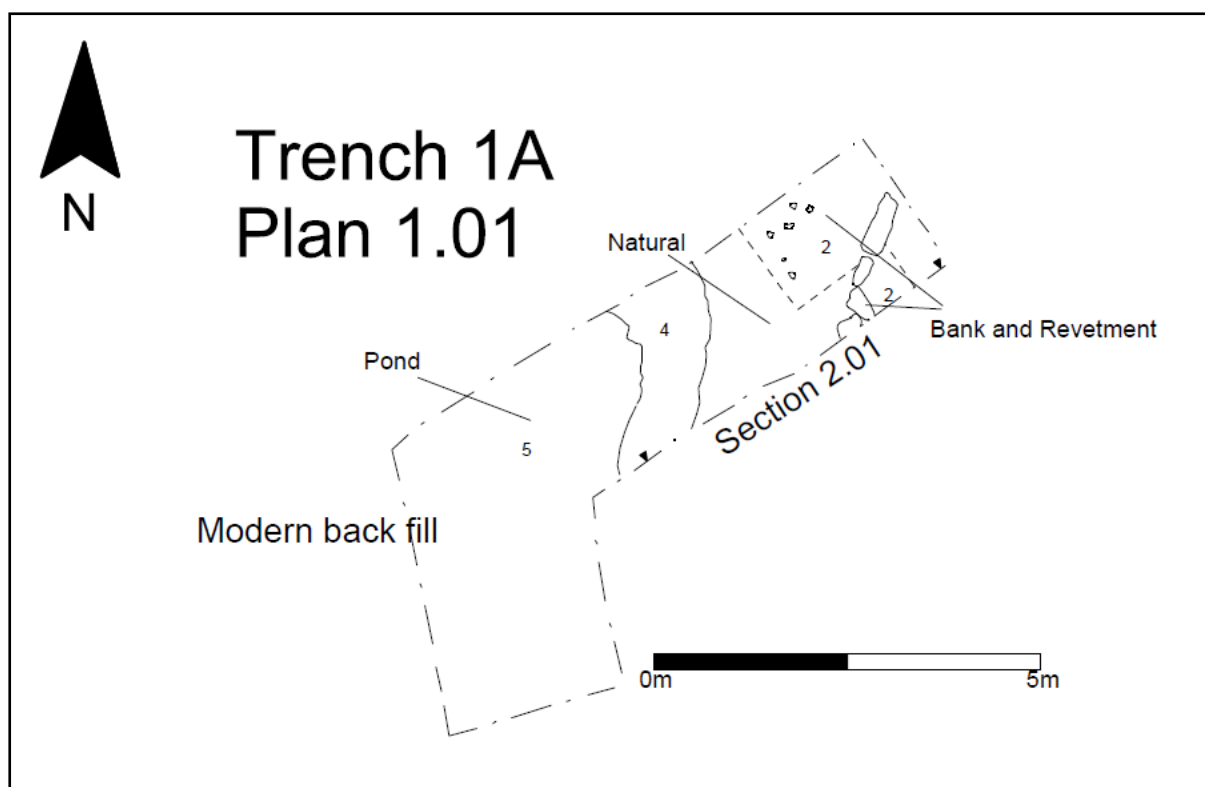 N
Trench 1A
Plan 1.01
Natural
2
2
Bank and Revetment
4
Pond
Section 2.01
5
Modern back fill
0m
5m